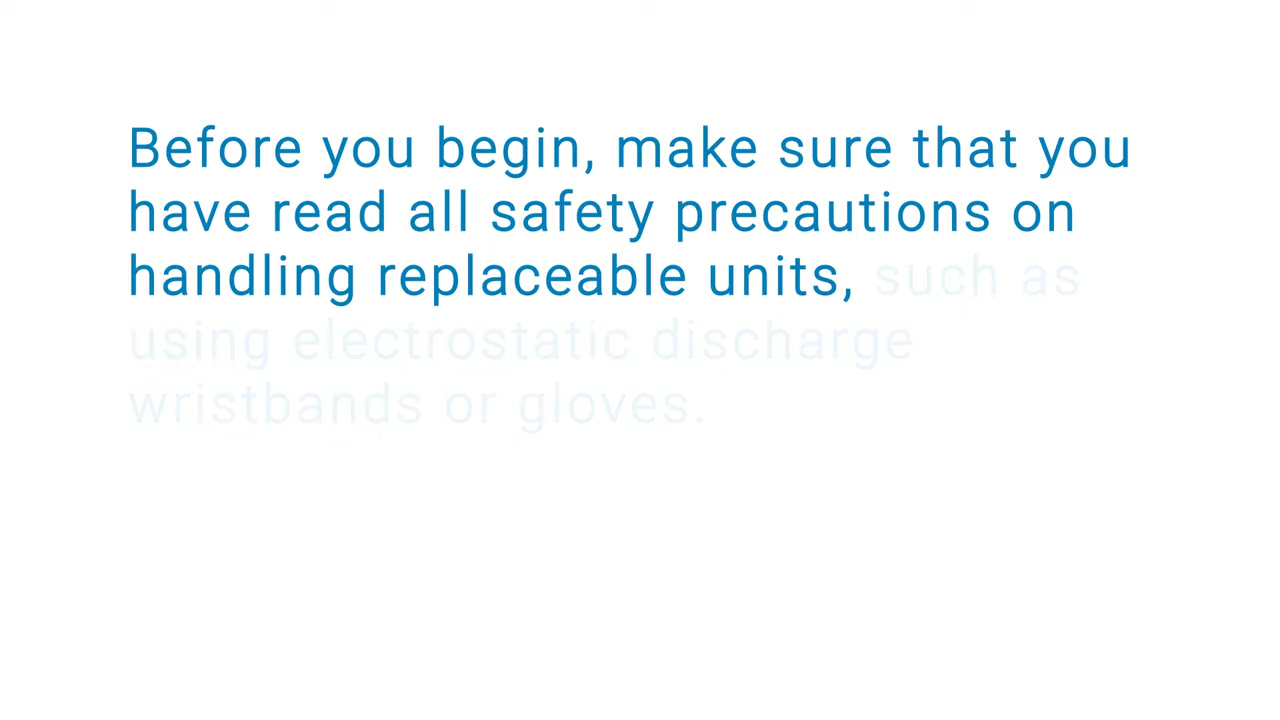 Before you begin, make sure that you
have read all safety precautions on
handling replaceable units, such as
using electrostatic discharge
wristbands or gloves.